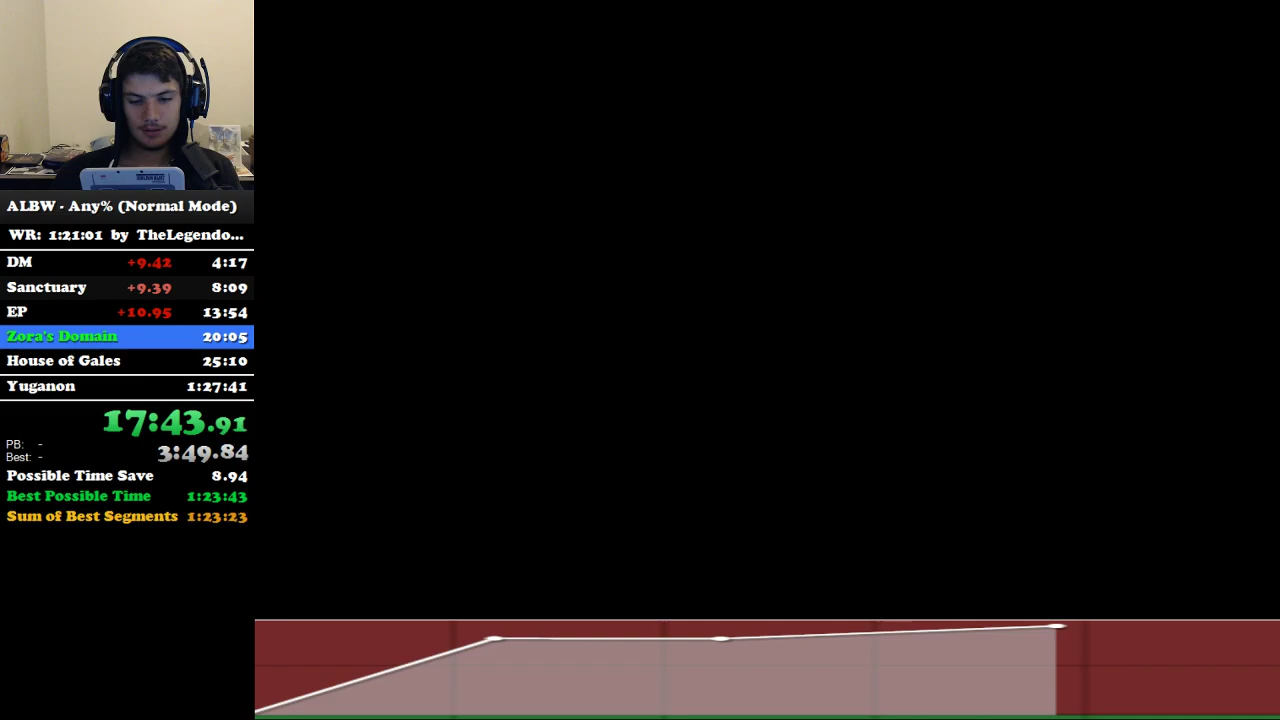 ALBW - Any% (Normal Mode)
WR: 1:21:01 by TheLegendo...
DM +9.42 4:17
Sanctuary +9.39 8:09
EP +10.95 13:54
Zora's Domain 20:05
House of Gales 25:10
Yuganon 1:27:41
17:43.91
PB: -
Best: -
3:49.84
Possible Time Save 8.94
Best Possible Time 1:23:43
Sum of Best Segments 1:23:23